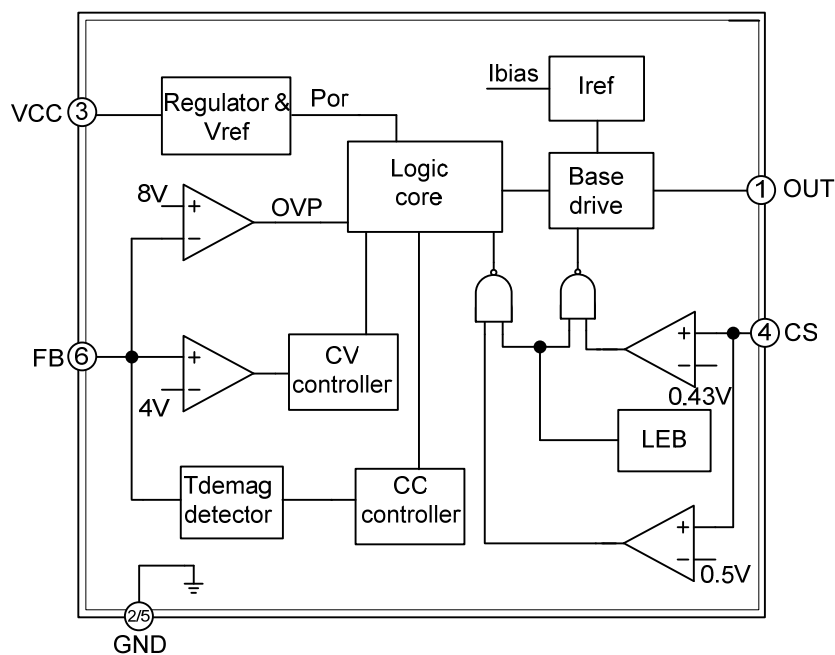 Ibias
Iref
VCC
3
Regulator &
Vref
Por
Logic
core
Base
drive
1
OUT
8V
+
−
OVP
4
CS
FB
6
+
−
4V
CV
controller
+
−
0.43V
LEB
Tdemag
detector
CC
controller
+
−
0.5V
2/5
GND